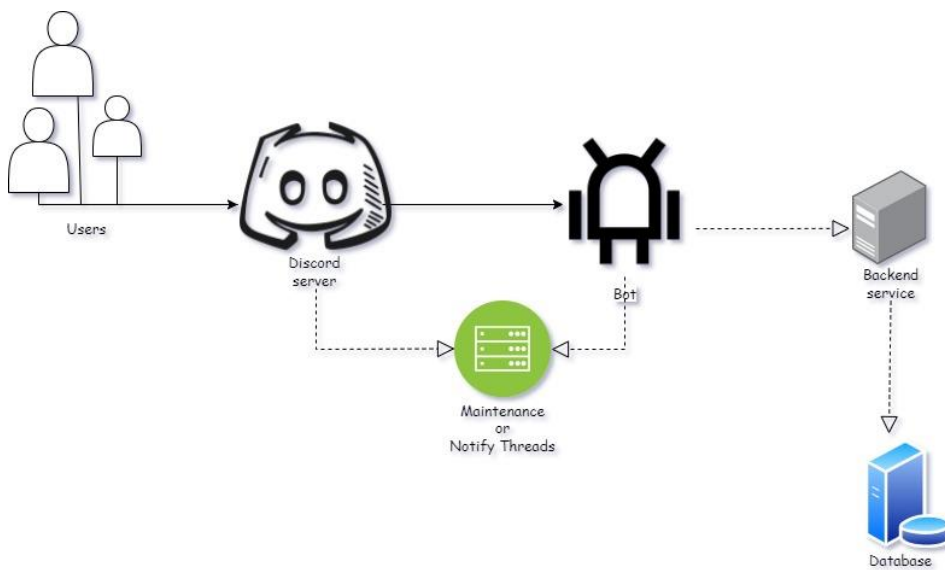 Users
Discord
server
Bot
Backend
service
Maintenance
or
Notify Threads
Database